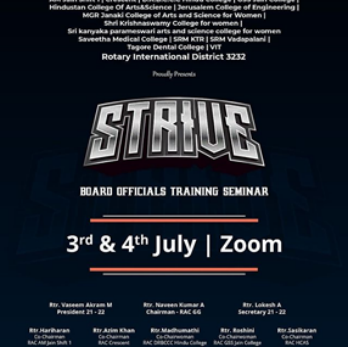 Hindustan College Of Arts&Science | Jerusalem College of Engineering |
MGR Janaki College of Arts and Science for Women |
Shri Krishnaswamy College for women |
Sri kanyaka parameswari arts and science college for women
Saveetha Medical College | SRM KTR | SRM Vadapalani |
Tagore Dental College | VIT
Rotary International District 3232
Proudly Presents
STRIVE
BOARD OFFICIALS TRAINING SEMINAR
3rd & 4th July | Zoom
Rtr. Vaseem Akram M Rtr. Naveen Kumar A Rtr. Lokesh A
President 21 - 22 Chairman - RAC GG Secretary 21 - 22
Rtr.Hariharan Rtr.Azim Khan Rtr.Madhumathi Rtr. Roshini Rtr.Sasikaran
Co-Chairman Co-Chairman Co-Chairwoman Co-Chairwoman Co-Chairman
RAC AM Jain Shift 1 RAC Crescent RAC DRBCCC Hindu College RAC GSS Jain College RAC HCAS